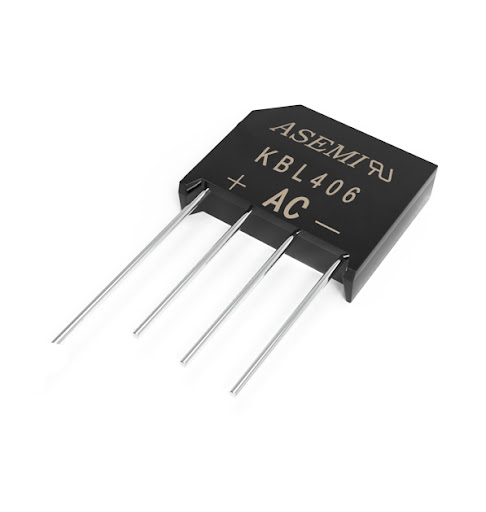 ASEMI
KBL406
+ AC −